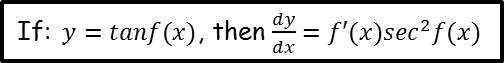 If: y = tanf(x), then dy/dx = f′(x)sec²f(x)